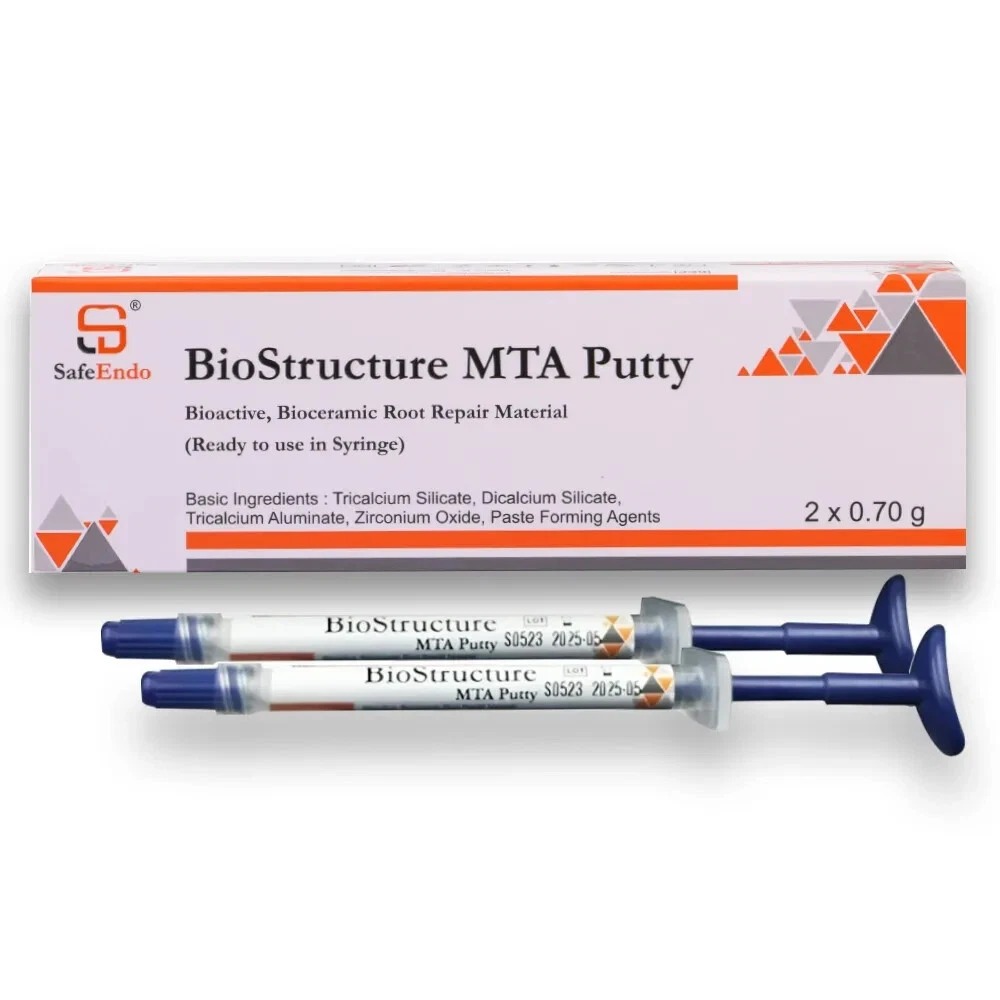 ®
SafeEndo
BioStructure MTA Putty
Bioactive, Bioceramic Root Repair Material
(Ready to use in Syringe)
Basic Ingredients : Tricalcium Silicate, Dicalcium Silicate,
Tricalcium Aluminate, Zirconium Oxide, Paste Forming Agents
2 x 0.70 g
BioStructure LOT
MTA Putty S0523 2025-05
BioStructure LOT
MTA Putty S0523 2025-05